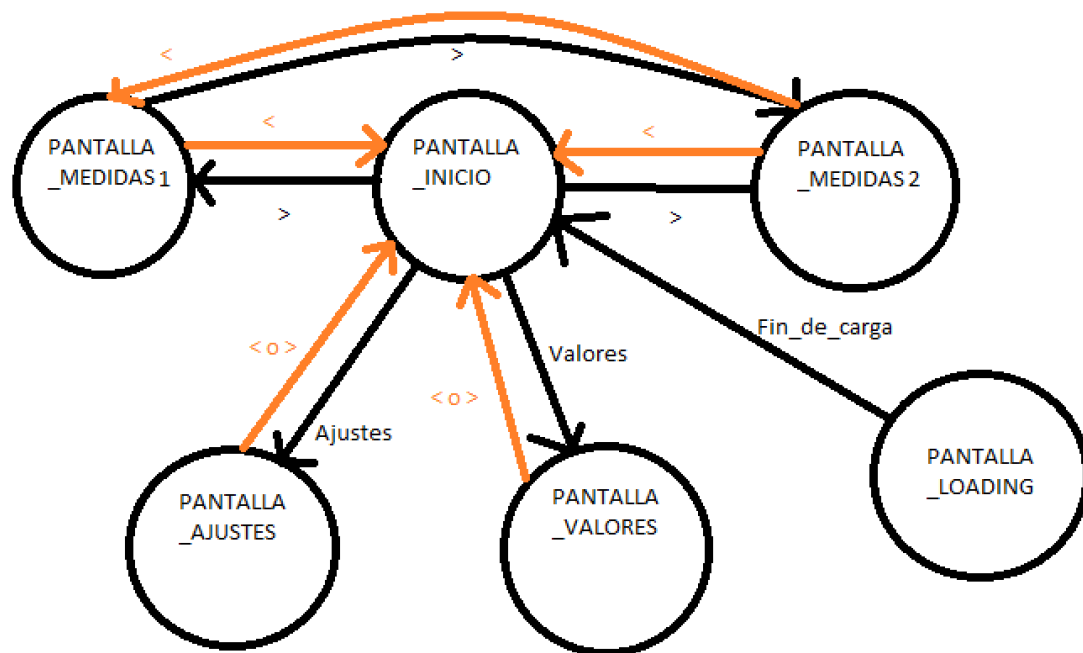 <
>
PANTALLA
_MEDIDAS 1
<
>
PANTALLA
_INICIO
<
>
PANTALLA
_MEDIDAS 2
Fin_de_carga
< o >
Ajustes
Valores
< o >
PANTALLA
_AJUSTES
PANTALLA
_VALORES
PANTALLA
_LOADING